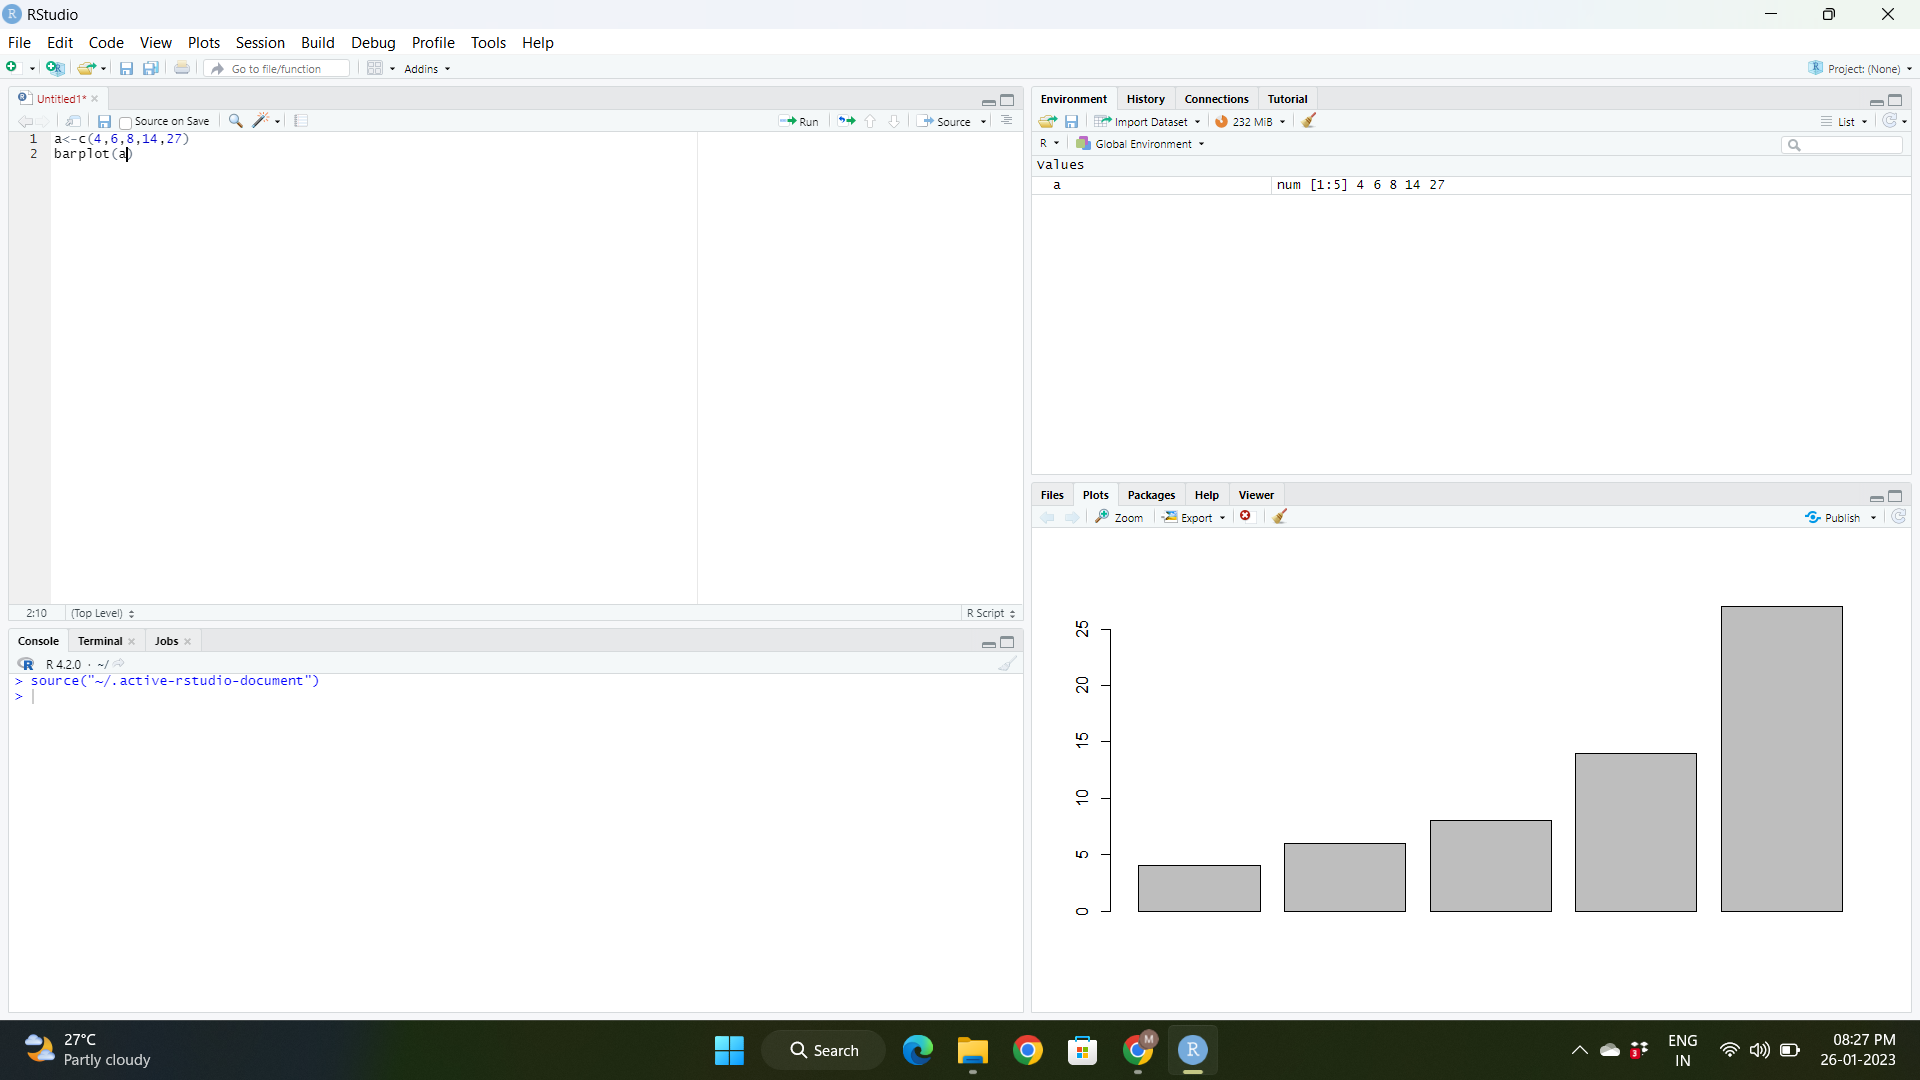 RStudio
File Edit Code View Plots Session Build Debug Profile Tools Help
Go to file/function Addins Project: (None)
Untitled1*
Source on Save Run Source
1 a<-c(4,6,8,14,27)
2 barplot(a)
2:10 (Top Level) R Script
Console Terminal Jobs
R 4.2.0 · ~/
> source("~/.active-rstudio-document")
>
Environment History Connections Tutorial
Import Dataset 232 MiB List
R Global Environment
values
a num [1:5] 4 6 8 14 27
Files Plots Packages Help Viewer
Zoom Export Publish
25
20
15
10
5
0
27°C
Partly cloudy
Search
M
R
3
ENG
IN
08:27 PM
26-01-2023